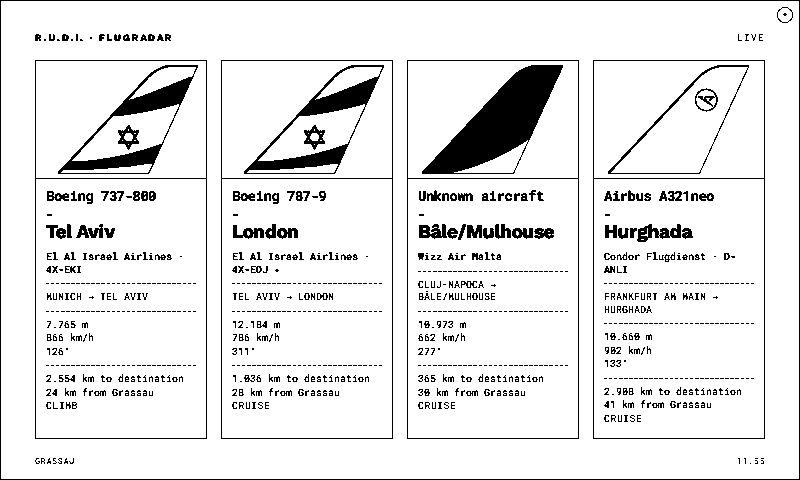 R.U.D.I. · FLUGRADAR
LIVE
Boeing 737-800
-
Tel Aviv
El Al Israel Airlines ·
4X-EKI
MUNICH → TEL AVIV
7.765 m
866 km/h
126°
2.554 km to destination
24 km from Grassau
CLIMB
Boeing 787-9
-
London
El Al Israel Airlines ·
4X-EDJ ✦
TEL AVIV → LONDON
12.184 m
786 km/h
311°
1.036 km to destination
28 km from Grassau
CRUISE
Unknown aircraft
-
Bâle/Mulhouse
Wizz Air Malta
CLUJ-NAPOCA →
BÂLE/MULHOUSE
10.973 m
662 km/h
277°
365 km to destination
30 km from Grassau
CRUISE
Airbus A321neo
-
Hurghada
Condor Flugdienst · D-
ANLI
FRANKFURT AM MAIN →
HURGHADA
10.660 m
902 km/h
133°
2.908 km to destination
41 km from Grassau
CRUISE
GRASSAU
11:55